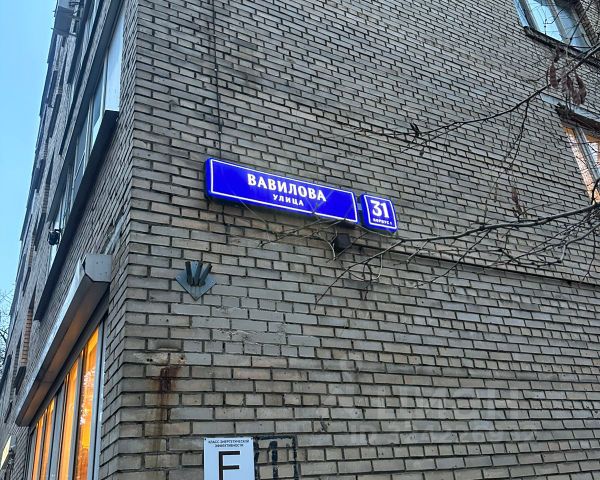 ВАВИЛОВА
УЛИЦА
31
КЛАСС ЭНЕРГЕТИЧЕСКОЙ
ЭФФЕКТИВНОСТИ
E